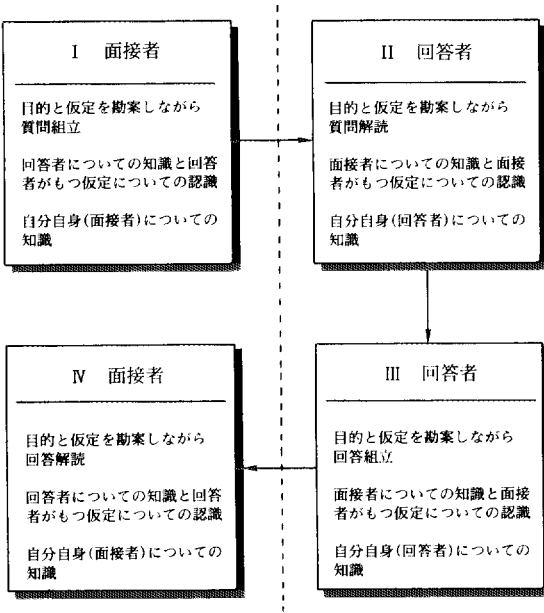 I 面接者
目的と仮定を勘案しながら
質問組立
回答者についての知識と回答
者がもつ仮定についての認識
自分自身(面接者)についての
知識
II 回答者
目的と仮定を勘案しながら
質問解読
面接者についての知識と面接
者がもつ仮定についての認識
自分自身(回答者)についての
知識
III 回答者
目的と仮定を勘案しながら
回答組立
面接者についての知識と面接
者がもつ仮定についての認識
自分自身(回答者)についての
知識
IV 面接者
目的と仮定を勘案しながら
回答解読
回答者についての知識と回答
者がもつ仮定についての認識
自分自身(面接者)についての
知識